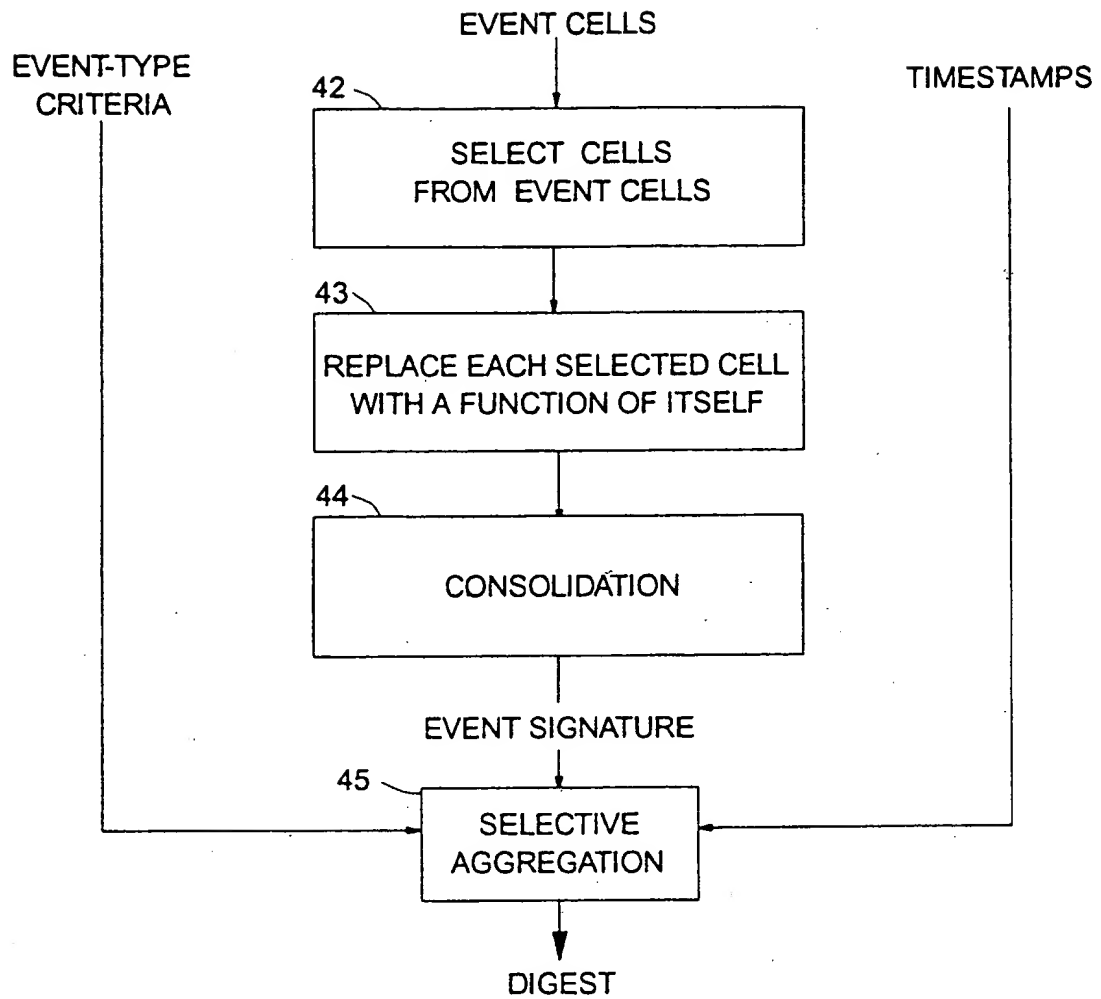 EVENT CELLS
EVENT-TYPE
CRITERIA
TIMESTAMPS
42
SELECT CELLS
FROM EVENT CELLS
43
REPLACE EACH SELECTED CELL
WITH A FUNCTION OF ITSELF
44
CONSOLIDATION
EVENT SIGNATURE
45
SELECTIVE
AGGREGATION
DIGEST